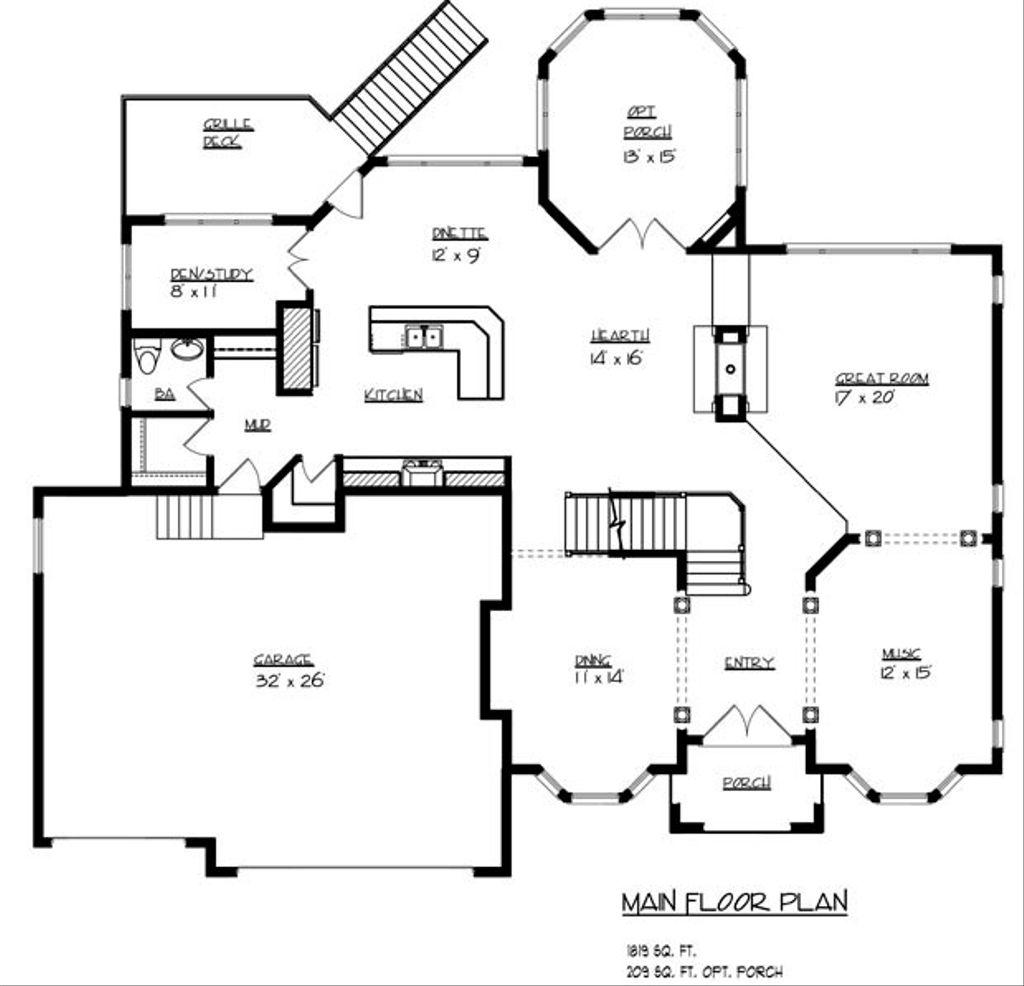 OPT.
PORCH
13' x 15'
GRILLE
DECK
DINETTE
12' x 9'
DEN/STUDY
8' x 11'
HEARTH
14' x 16'
GREAT ROOM
17' x 20'
BA
KITCHEN
MUD
GARAGE
32' x 26'
DINING
11' x 14'
ENTRY
MUSIC
12' x 15'
PORCH
MAIN FLOOR PLAN
1819 SQ. FT.
209 SQ. FT. OPT. PORCH